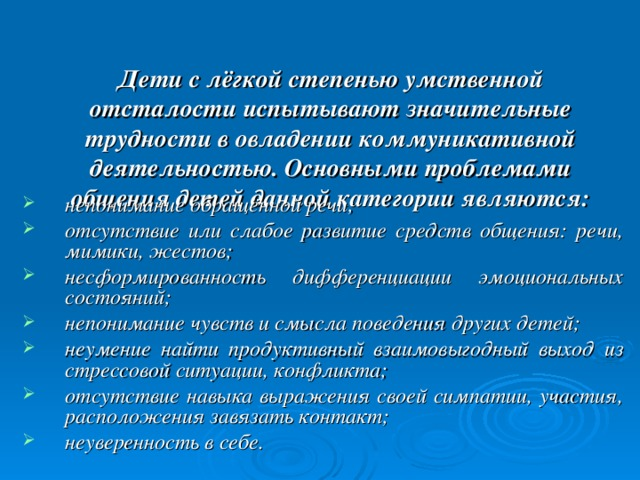 Дети с лёгкой степенью умственной
отсталости испытывают значительные
трудности в овладении коммуникативной
деятельностью. Основными проблемами
общения детей данной категории являются:
непонимание обращённой речи;
отсутствие или слабое развитие средств общения: речи,
мимики, жестов;
несформированность дифференциации эмоциональных
состояний;
непонимание чувств и смысла поведения других детей;
неумение найти продуктивный взаимовыгодный выход из
стрессовой ситуации, конфликта;
отсутствие навыка выражения своей симпатии, участия,
расположения завязать контакт;
неуверенность в себе.